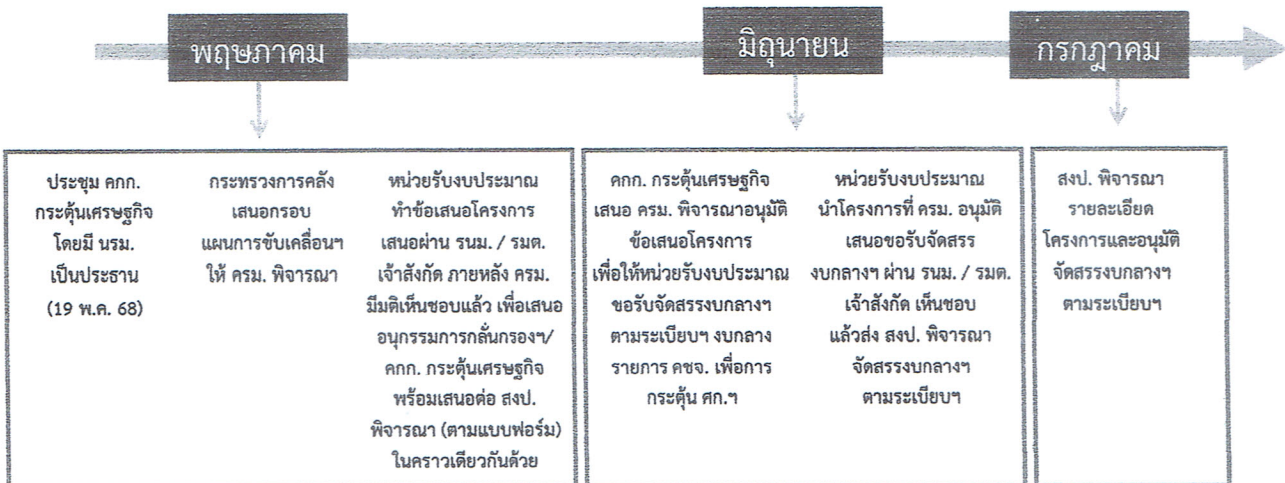 พฤษภาคม
มิถุนายน
กรกฎาคม
ประชุม คกก.
กระตุ้นเศรษฐกิจ
โดยมี นรม.
เป็นประธาน
(19 พ.ค. 68)
กระทรวงการคลัง
เสนอกรอบ
แผนการขับเคลื่อนฯ
ให้ ครม. พิจารณา
หน่วยรับงบประมาณ
ทำข้อเสนอโครงการ
เสนอผ่าน รนม. / รมต.
เจ้าสังกัด ภายหลัง ครม.
มีมติเห็นชอบแล้ว เพื่อเสนอ
อนุกรรมการกลั่นกรองฯ/
คกก. กระตุ้นเศรษฐกิจ
พร้อมเสนอต่อ สงป.
พิจารณา (ตามแบบฟอร์ม)
ในคราวเดียวกันด้วย
คกก. กระตุ้นเศรษฐกิจ
เสนอ ครม. พิจารณาอนุมัติ
ข้อเสนอโครงการ
เพื่อให้หน่วยรับงบประมาณ
ขอรับจัดสรรงบกลางฯ
ตามระเบียบฯ งบกลาง
รายการ คชจ. เพื่อการ
กระตุ้น ศก.ฯ
หน่วยรับงบประมาณ
นำโครงการที่ ครม. อนุมัติ
เสนอขอรับจัดสรร
งบกลางฯ ผ่าน รนม. / รมต.
เจ้าสังกัด เห็นชอบ
แล้วส่ง สงป. พิจารณา
จัดสรรงบกลางฯ
ตามระเบียบฯ
สงป. พิจารณา
รายละเอียด
โครงการและอนุมัติ
จัดสรรงบกลางฯ
ตามระเบียบฯ